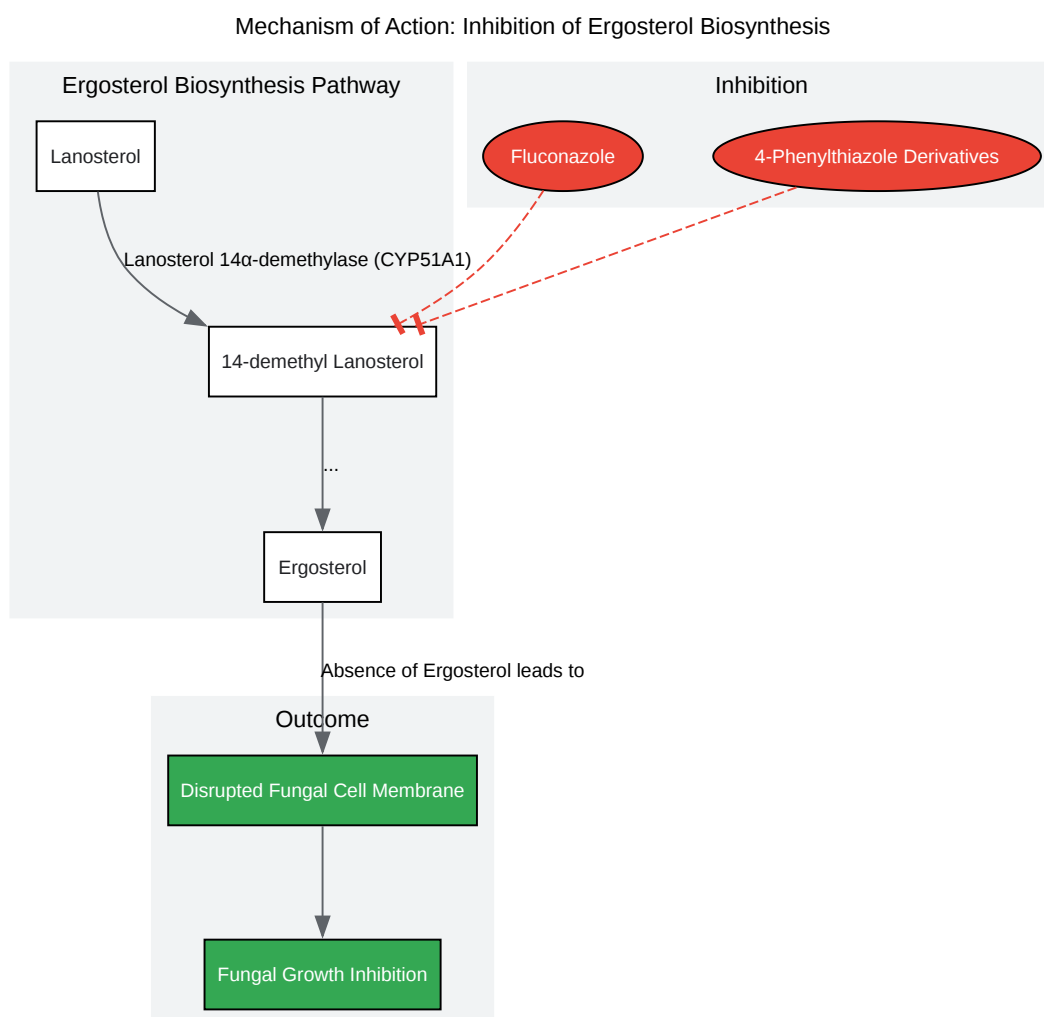 Mechanism of Action: Inhibition of Ergosterol Biosynthesis
Ergosterol Biosynthesis Pathway
Inhibition
Lanosterol
Fluconazole
4-Phenylthiazole Derivatives
Lanosterol 14α-demethylase (CYP51A1)
14-demethyl Lanosterol
...
Ergosterol
Absence of Ergosterol leads to
Outcome
Disrupted Fungal Cell Membrane
Fungal Growth Inhibition